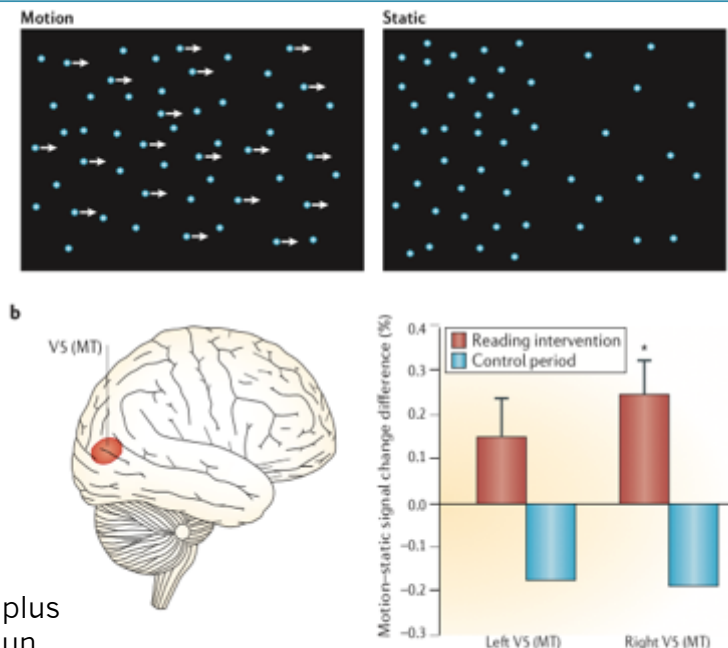 Motion
Static
b
V5 (MT)
Motion–static signal change difference (%)
0.4
0.3
0.2
0.1
0.0
–0.1
–0.2
–0.3
Reading intervention
Control period
*
Left V5 (MT)
Right V5 (MT)
plus
un